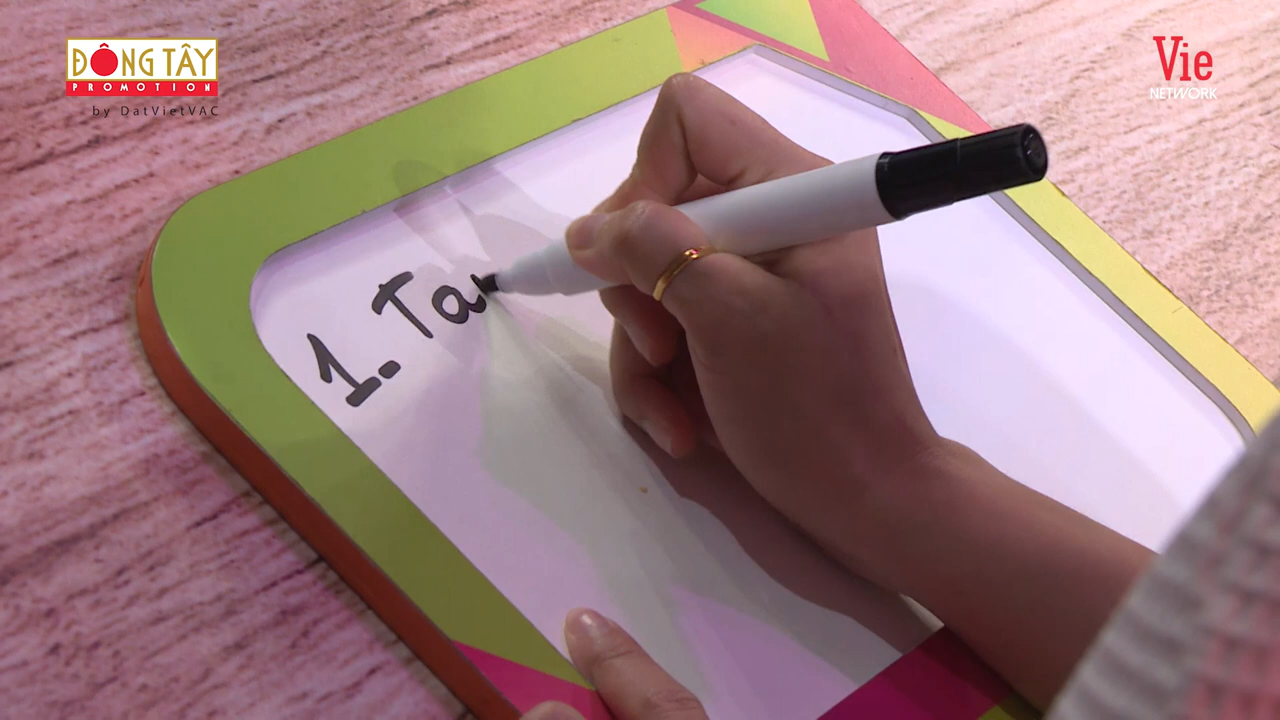 ĐÔNG TÂY
PROMOTION
by DatVietVAC
Vie
NETWORK
1. Ta